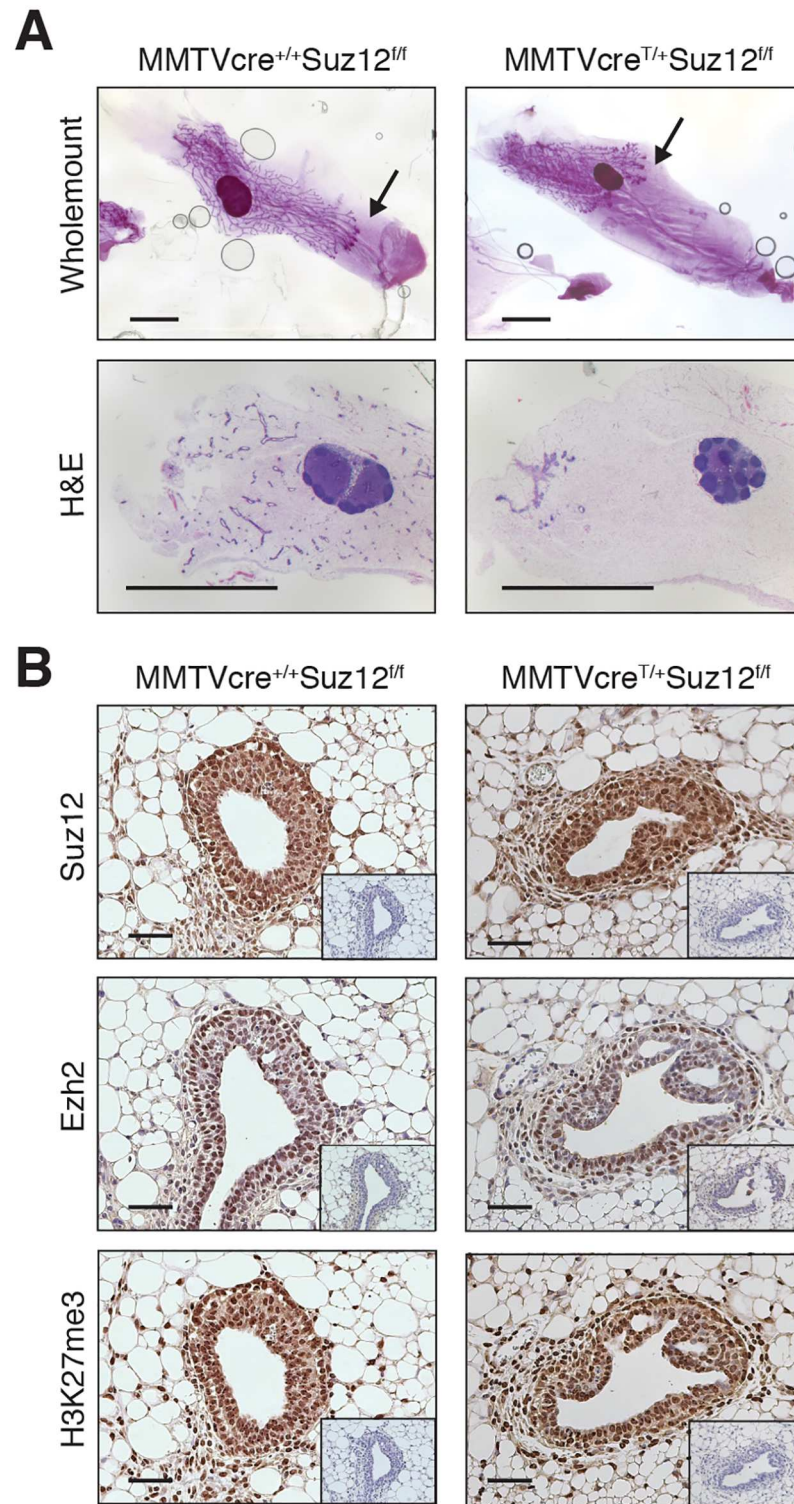 A
MMTVcre+/+Suz12f/f
MMTVcreT/+Suz12f/f
Wholemount
H&E
B
MMTVcre+/+Suz12f/f
MMTVcreT/+Suz12f/f
Suz12
Ezh2
H3K27me3